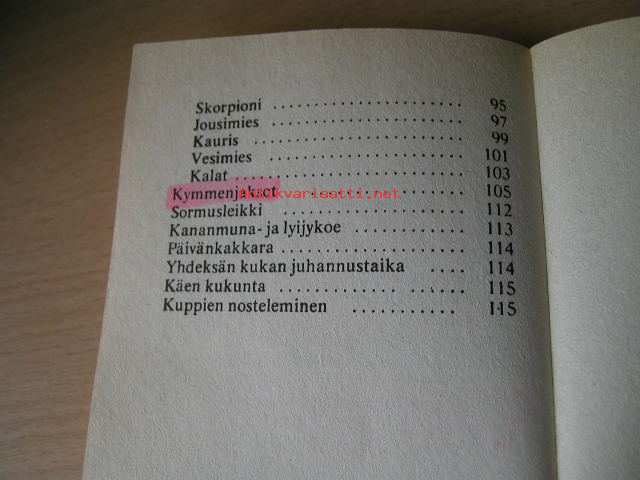 Skorpioni ..................... 95
Jousimies ..................... 97
Kauris ..................... 99
Vesimies ..................... 101
Kalat ..................... 103
Kymmenjaot ..................... 105
Sormusleikki ..................... 112
Kananmuna- ja lyijykoe ............ 113
Päivänkakkara ..................... 114
Yhdeksän kukan juhannustaika .... 114
Käen kukunta ..................... 115
Kuppien nosteleminen ........... 115